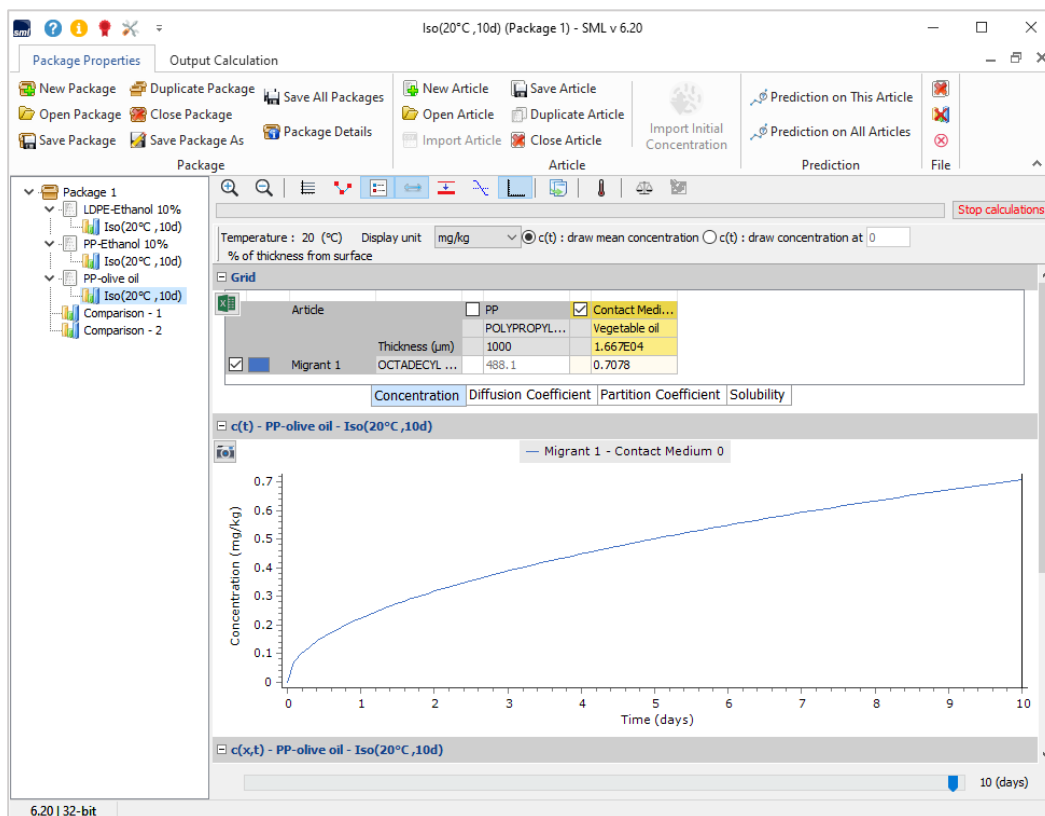 sml
Iso(20°C ,10d) (Package 1) - SML v 6.20
Package Properties Output Calculation
New Package Duplicate Package Save All Packages New Article Save Article Import Initial Concentration Prediction on This Article
Open Package Close Package Package Details Open Article Duplicate Article Prediction on All Articles
Save Package Save Package As Import Article Close Article
Package Article Prediction File
Package 1
LDPE-Ethanol 10%
Iso(20°C ,10d)
PP-Ethanol 10%
Iso(20°C ,10d)
PP-olive oil
Iso(20°C ,10d)
Comparison - 1
Comparison - 2
Stop calculations
Temperature : 20 (°C) Display unit mg/kg c(t) : draw mean concentration c(t) : draw concentration at 0
% of thickness from surface
Grid
Article PP Contact Medi...
POLYPROPYL... Vegetable oil
Thickness (µm) 1000 1.667E04
Migrant 1 OCTADECYL ... 488.1 0.7078
Concentration Diffusion Coefficient Partition Coefficient Solubility
c(t) - PP-olive oil - Iso(20°C ,10d)
Migrant 1 - Contact Medium 0
Concentration (mg/kg)
0.7
0.6
0.5
0.4
0.3
0.2
0.1
0
0 1 2 3 4 5 6 7 8 9 10
Time (days)
c(x,t) - PP-olive oil - Iso(20°C ,10d)
10 (days)
6.20 | 32-bit